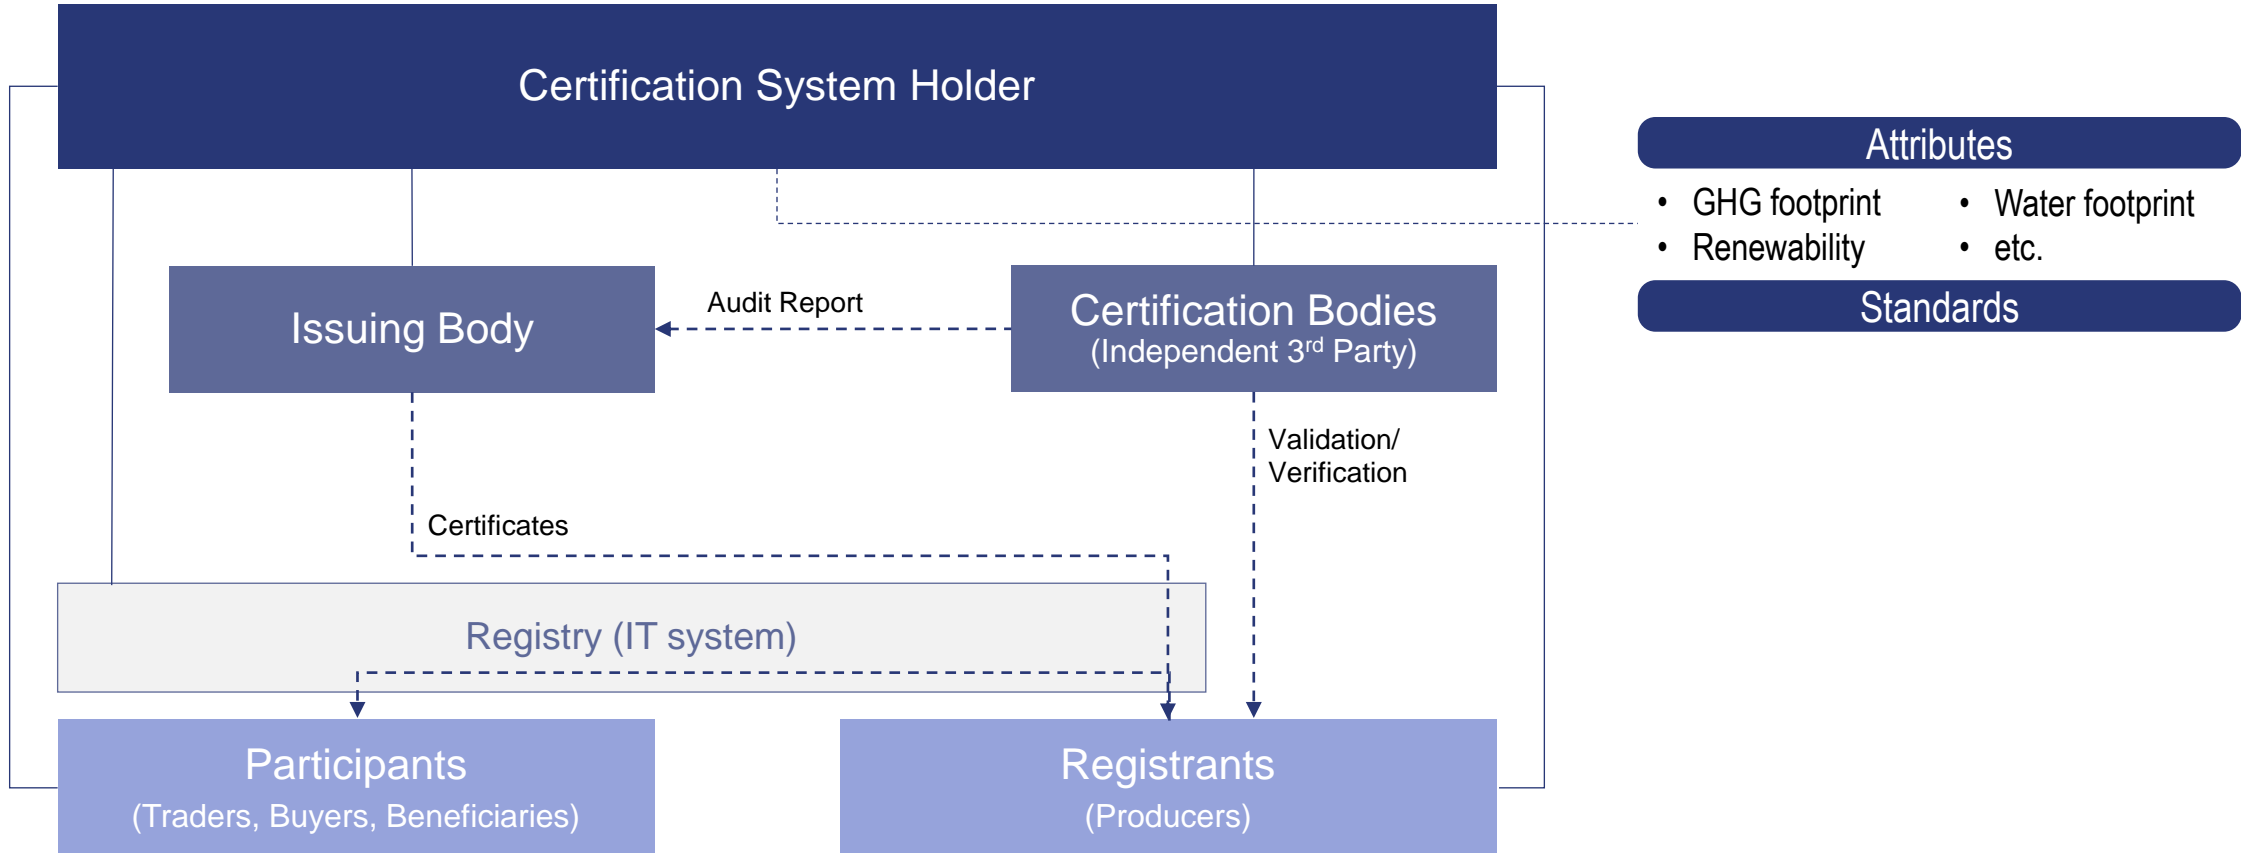 Certification System Holder
Attributes
• GHG footprint
• Renewability
• Water footprint
• etc.
Standards
Issuing Body
Audit Report
Certification Bodies
(Independent 3rd Party)
Validation/
Verification
Certificates
Registry (IT system)
Participants
(Traders, Buyers, Beneficiaries)
Registrants
(Producers)